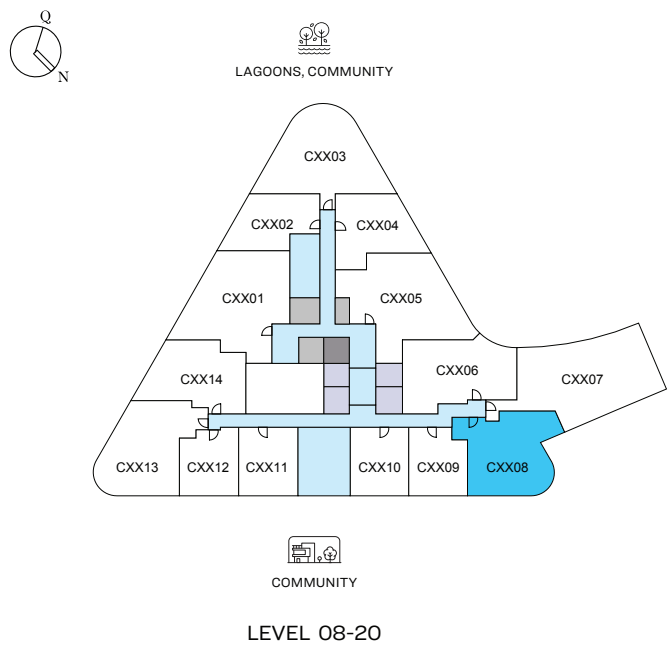 Q
N
LAGOONS, COMMUNITY
CXX03
CXX02
CXX04
CXX01
CXX05
CXX06
CXX14
CXX07
CXX13
CXX12
CXX11
CXX10
CXX09
CXX08
COMMUNITY
LEVEL 08-20